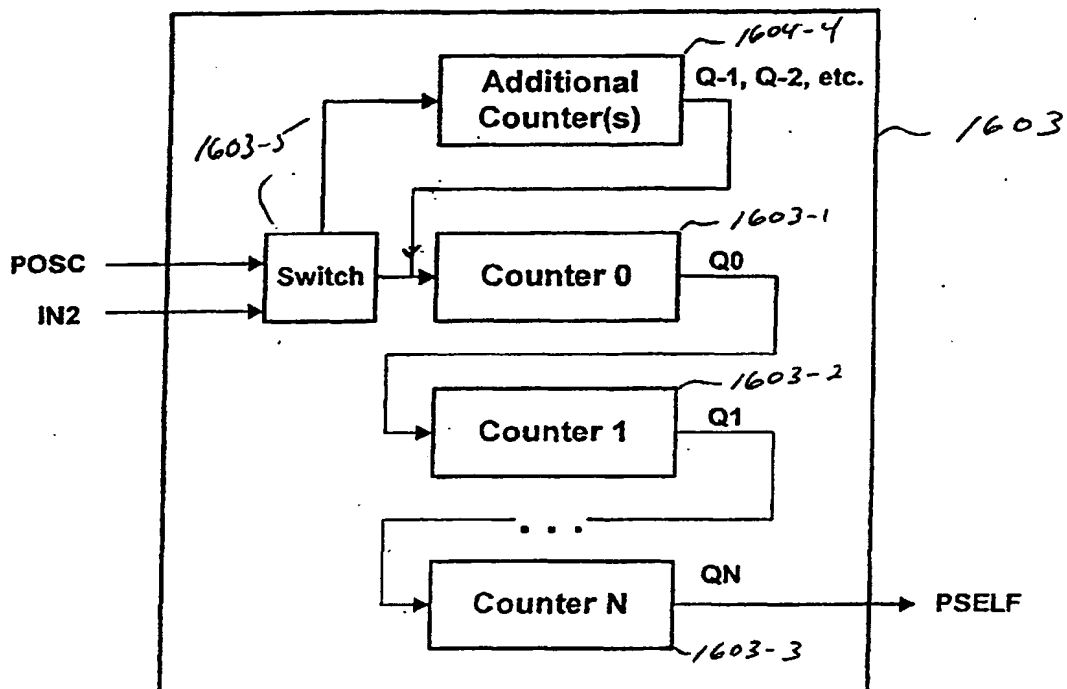 1604-4
Additional
Counter(s)
Q-1, Q-2, etc.
1603
1603-5
1603-1
POSC
Switch
Counter 0
Q0
IN2
1603-2
Counter 1
Q1
. . .
Counter N
QN
PSELF
1603-3